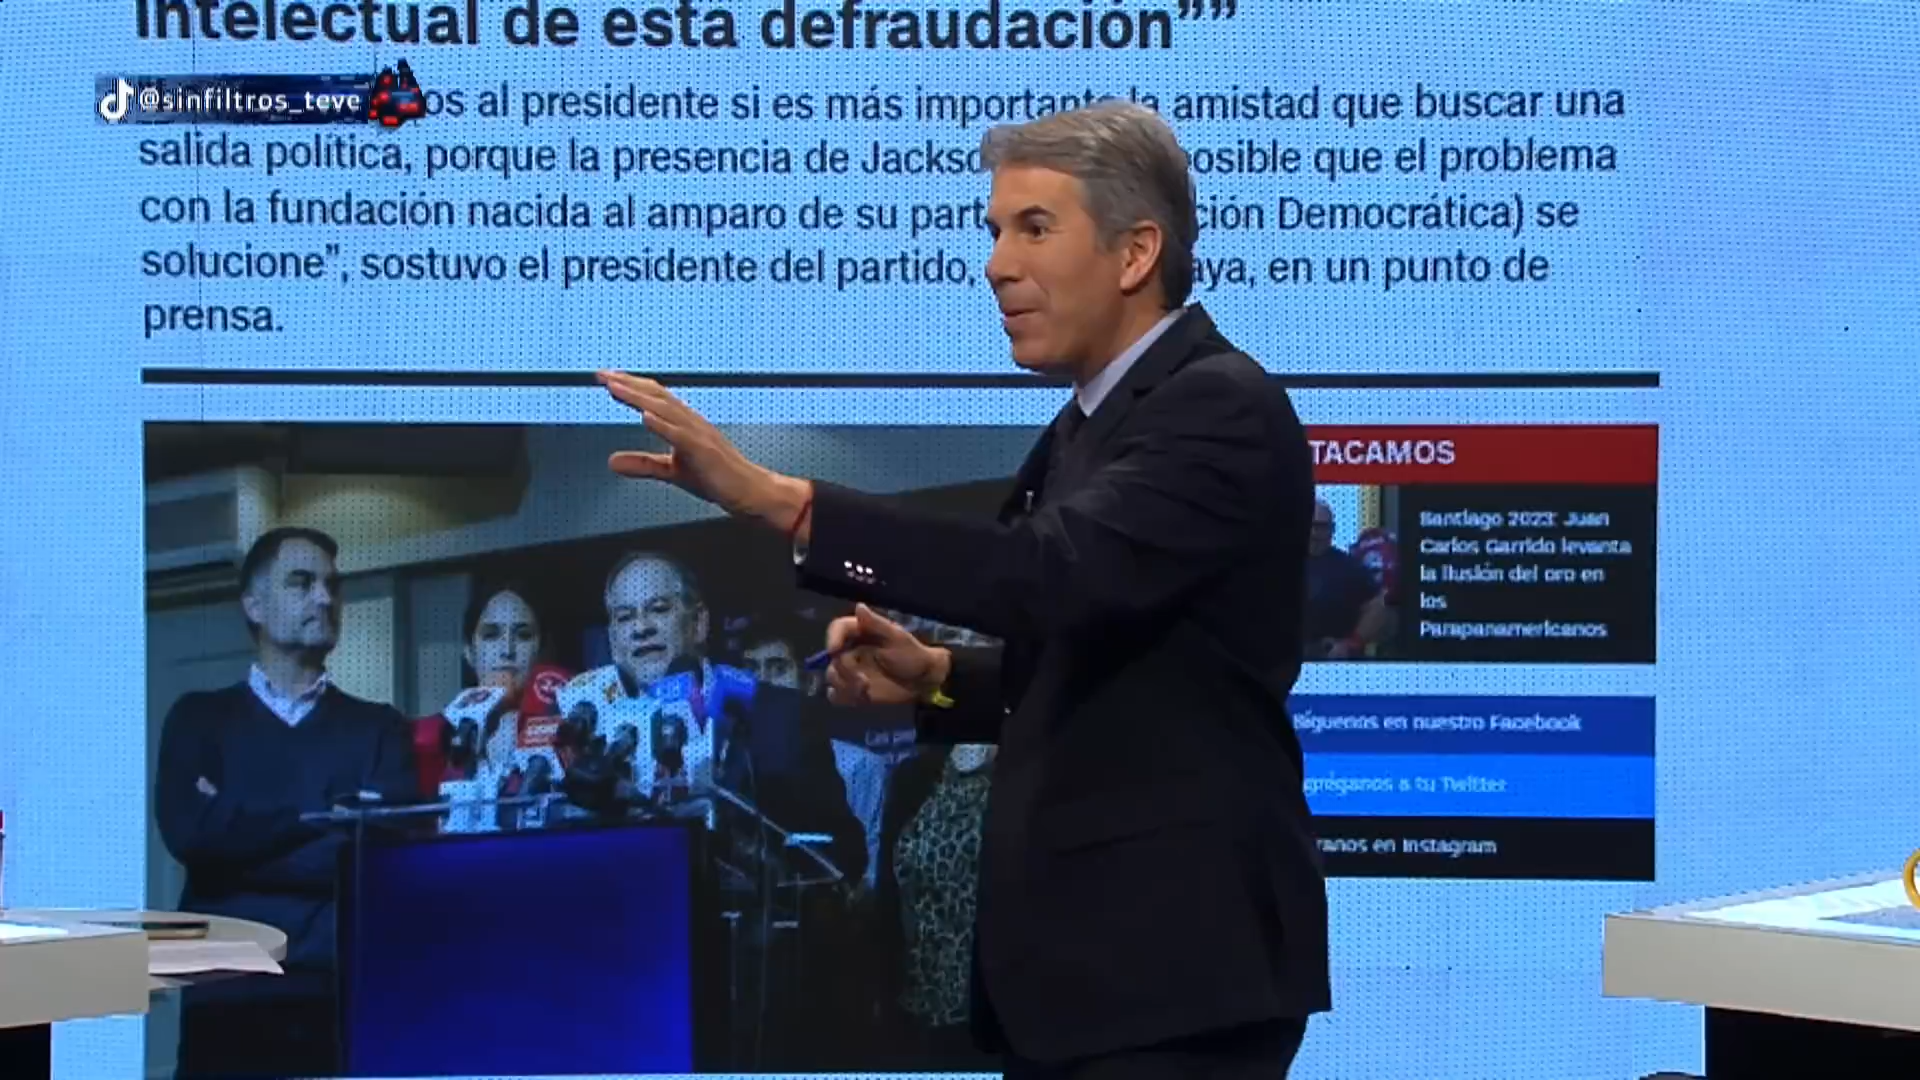 intelectual de esta defraudación””
@sinfiltros_teve
os al presidente si es más importante la amistad que buscar una
salida política, porque la presencia de Jackso osible que el problema
con la fundación nacida al amparo de su part ción Democrática) se
solucione”, sostuvo el presidente del partido, aya, en un punto de
prensa.
TACAMOS
Santiago 2023: Juan
Carlos Garrido levanta
la ilusión del oro en
los
Parapanamericanos
Síguenos en nuestro Facebook
gréganos a tu Twitter
ranos en Instagram